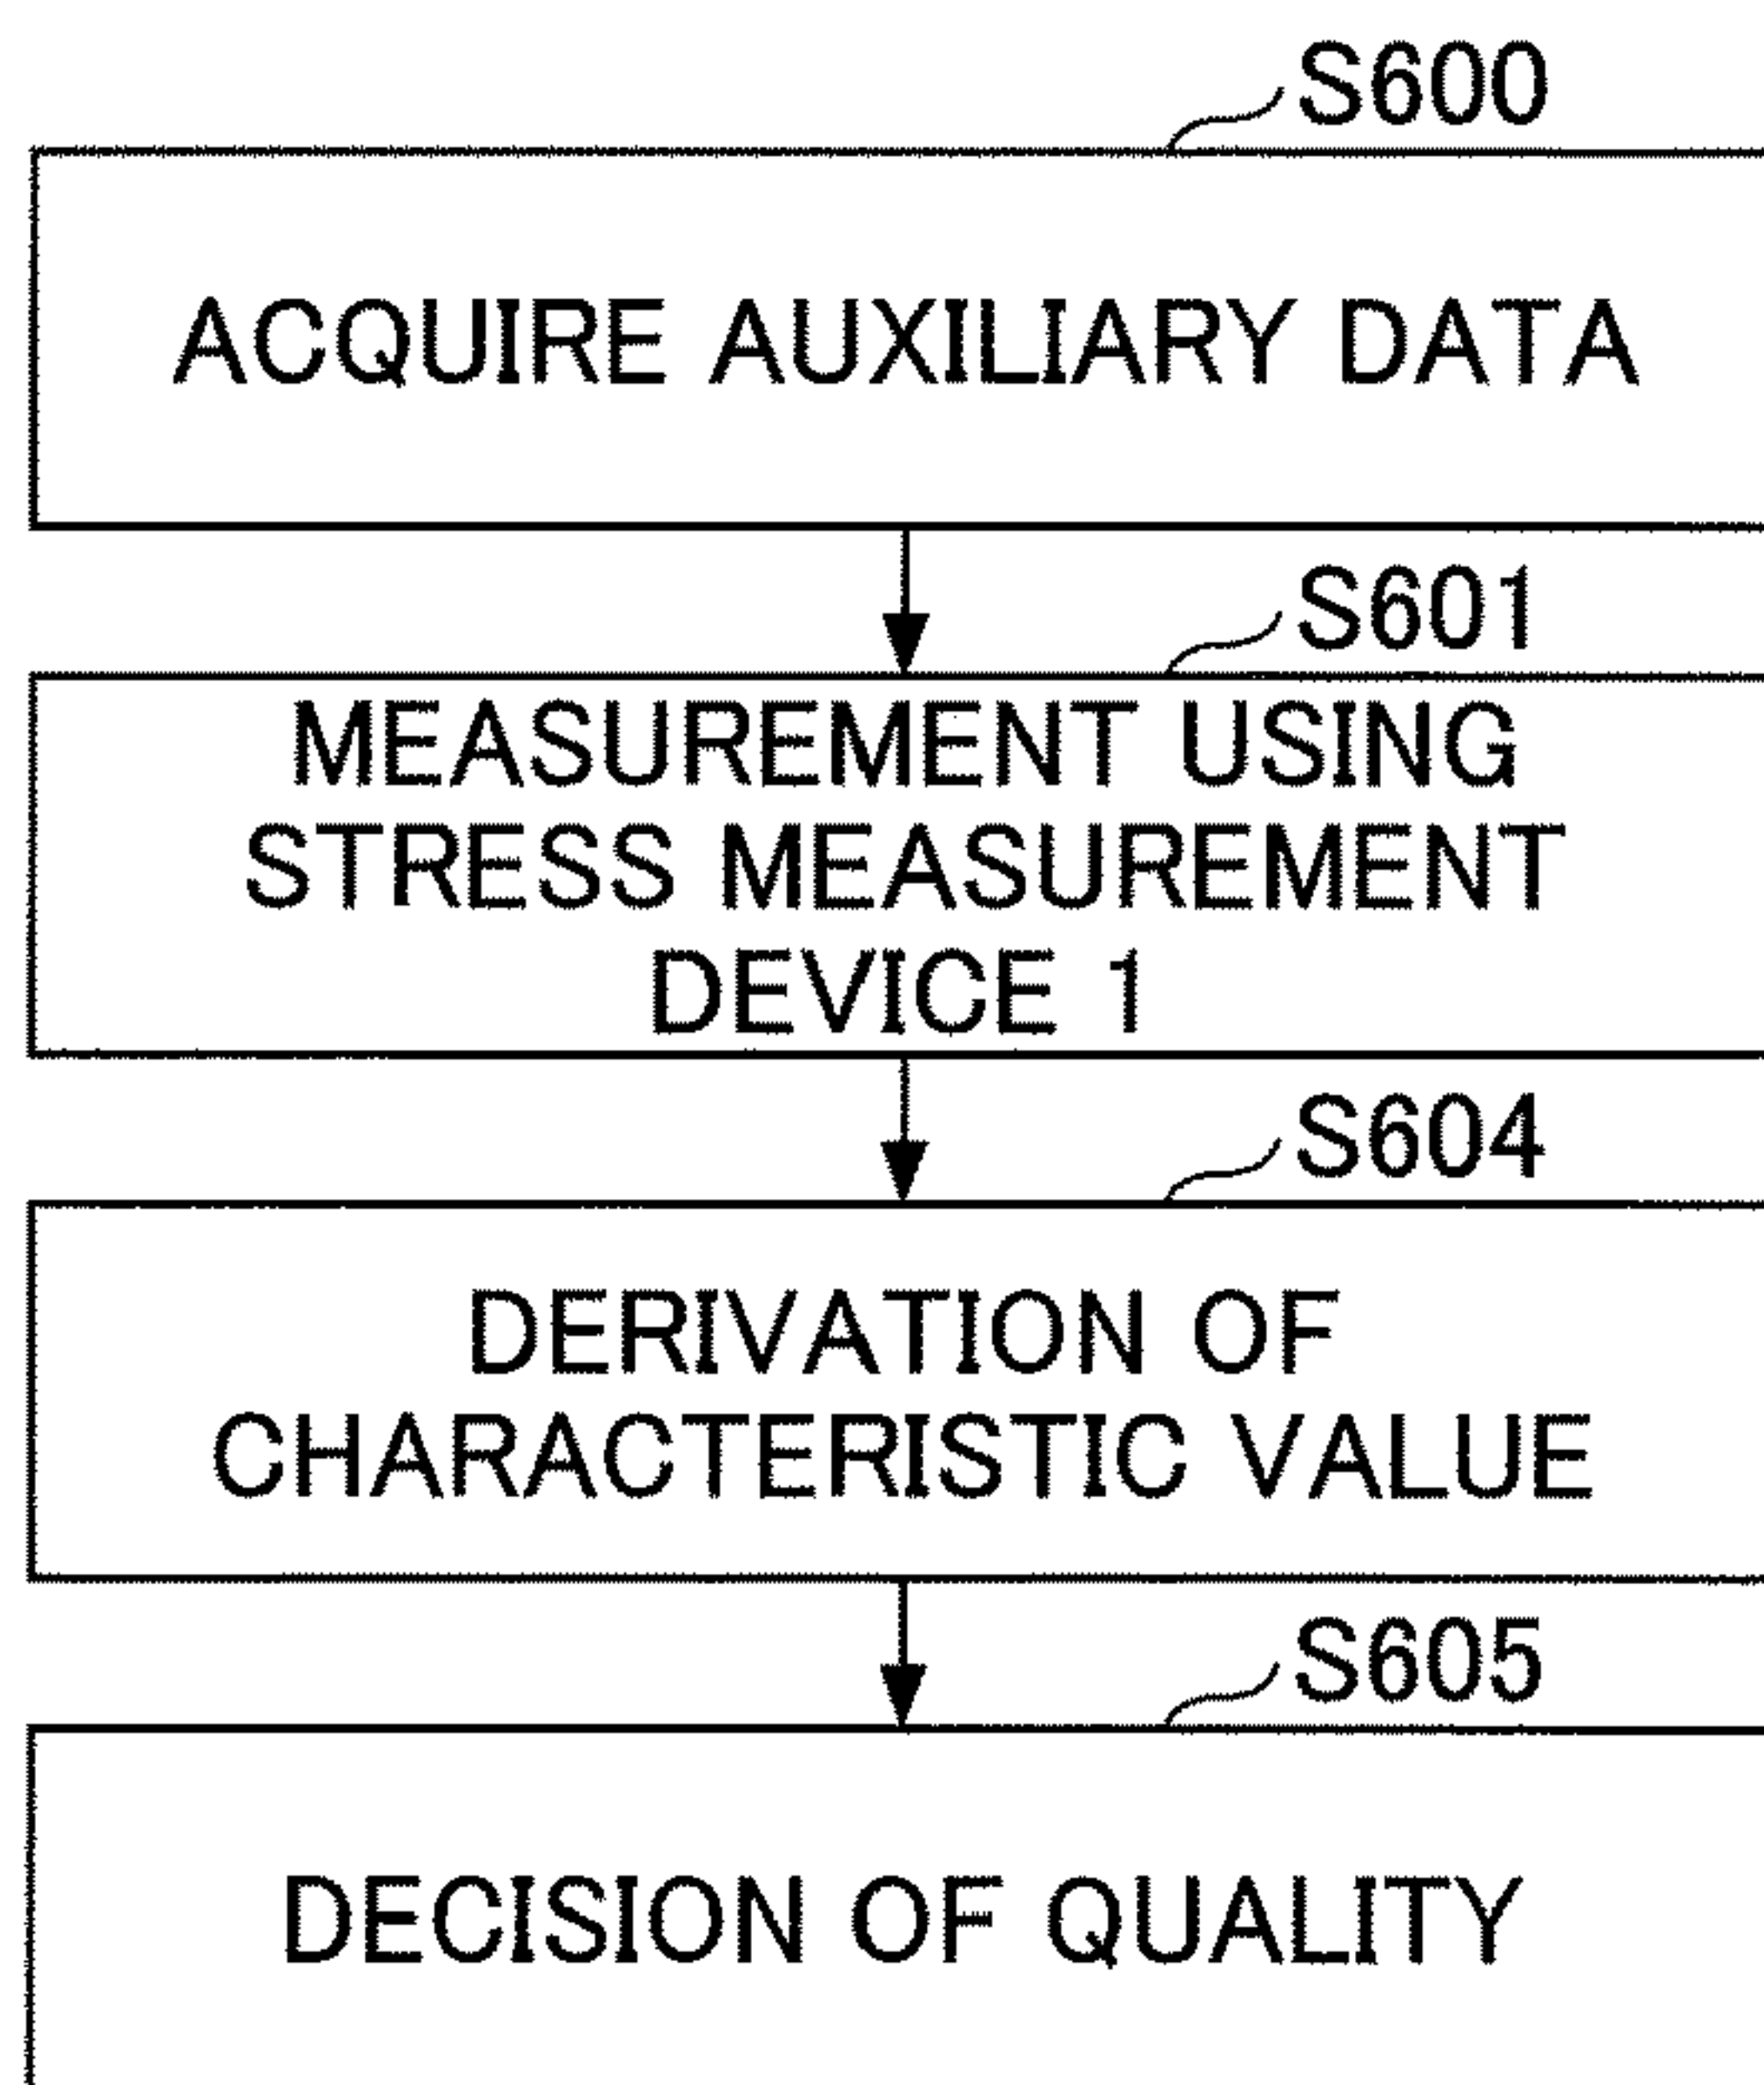 S600
ACQUIRE AUXILIARY DATA
S601
MEASUREMENT USING
STRESS MEASUREMENT
DEVICE 1
S604
DERIVATION OF
CHARACTERISTIC VALUE
S605
DECISION OF QUALITY